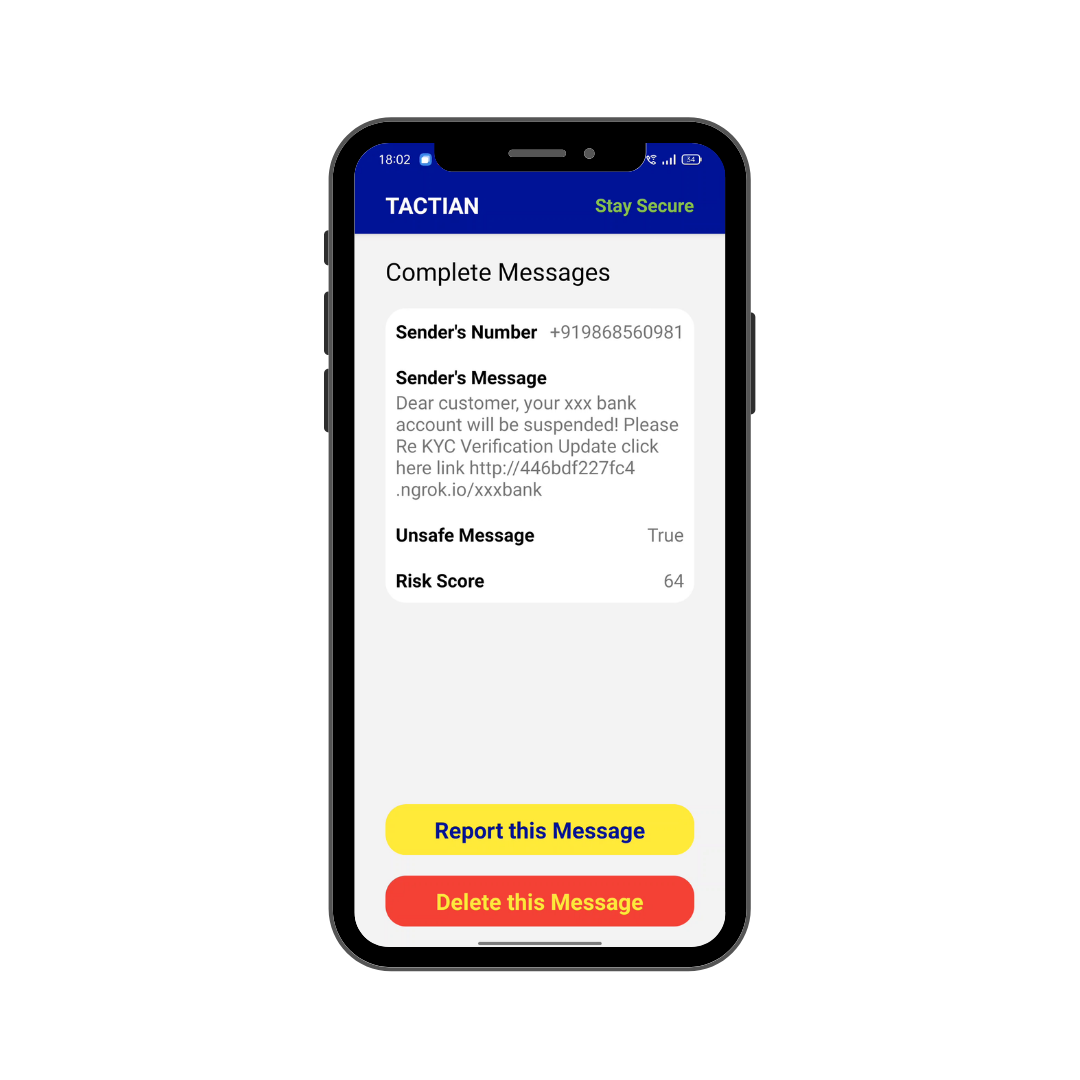 18:02
54
TACTIAN
Stay Secure
Complete Messages
Sender's Number +919868560981
Sender's Message
Dear customer, your xxx bank
account will be suspended! Please
Re KYC Verification Update click
here link http://446bdf227fc4
.ngrok.io/xxxbank
Unsafe Message True
Risk Score 64
Report this Message
Delete this Message